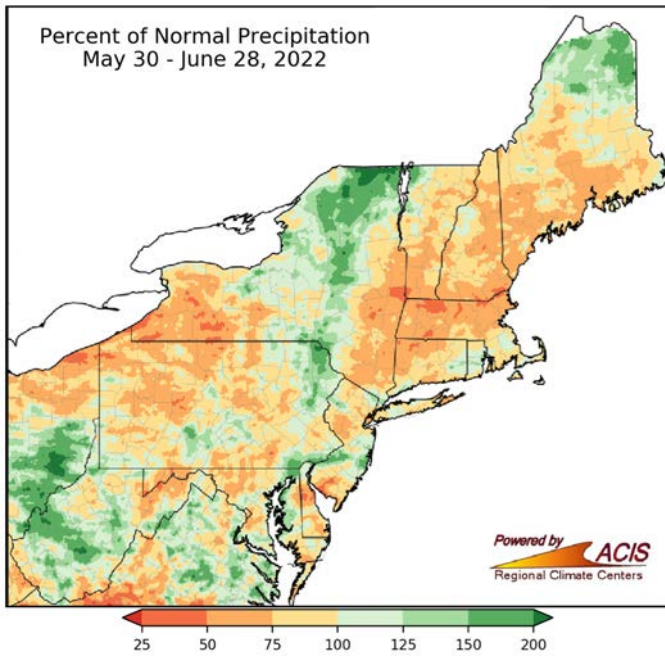 Percent of Normal Precipitation
May 30 - June 28, 2022
Powered by
ACIS
Regional Climate Centers
25 50 75 100 125 150 200